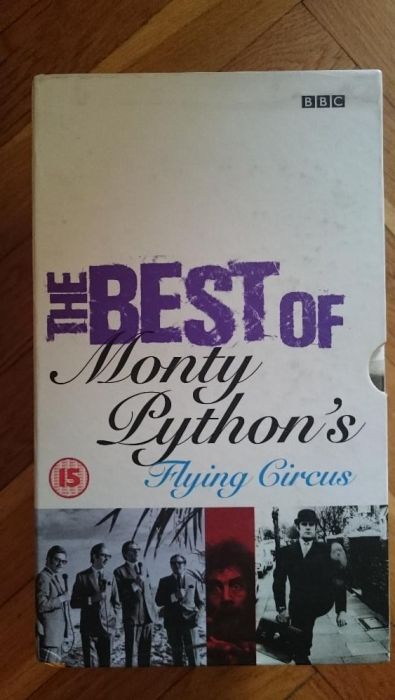 BBC
THE BEST OF
Monty
Python's
Flying Circus
15